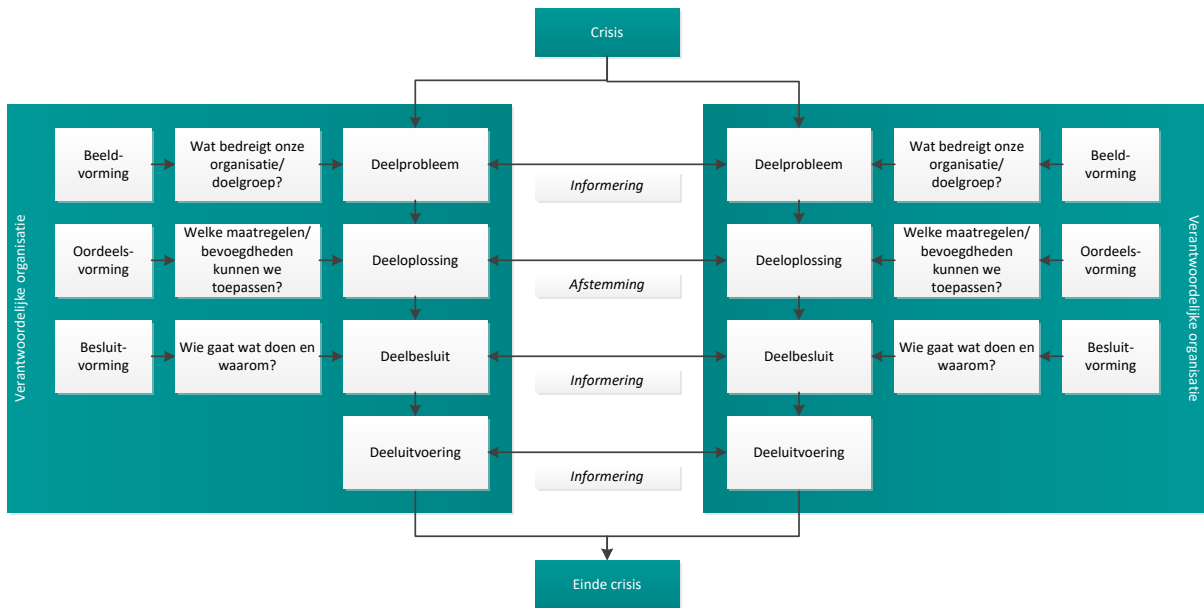 Crisis
Verantwoordelijke organisatie
Beeld-
vorming
Wat bedreigt onze
organisatie/
doelgroep?
Deelprobleem
Informering
Deelprobleem
Wat bedreigt onze
organisatie/
doelgroep?
Beeld-
vorming
Oordeels-
vorming
Welke maatregelen/
bevoegdheden
kunnen we
toepassen?
Deeloplossing
Afstemming
Deeloplossing
Welke maatregelen/
bevoegdheden
kunnen we
toepassen?
Oordeels-
vorming
Besluit-
vorming
Wie gaat wat doen en
waarom?
Deelbesluit
Informering
Deelbesluit
Wie gaat wat doen en
waarom?
Besluit-
vorming
Deeluitvoering
Informering
Deeluitvoering
Verantwoordelijke organisatie
Einde crisis